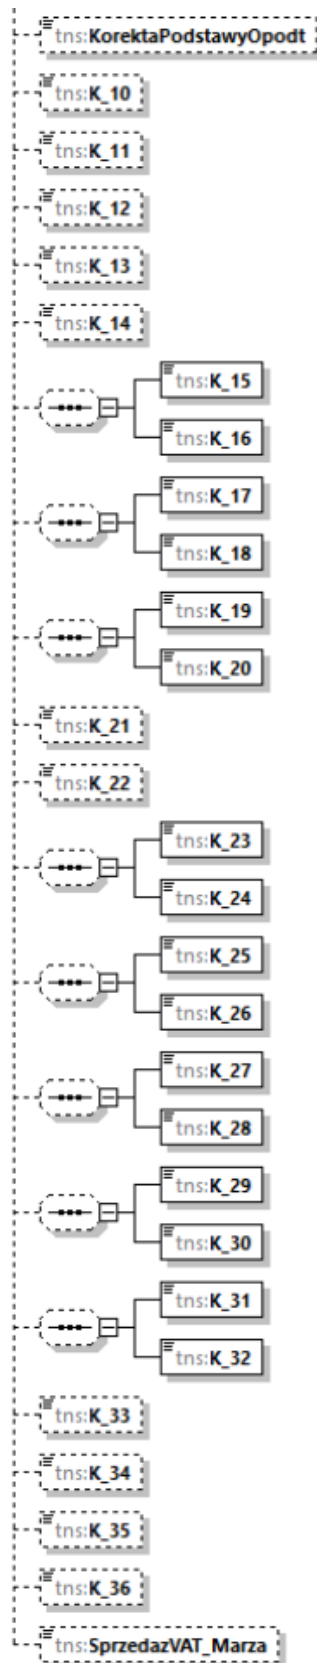 tns:KorektaPodstawyOpodt
tns:K_10
tns:K_11
tns:K_12
tns:K_13
tns:K_14
tns:K_15
tns:K_16
tns:K_17
tns:K_18
tns:K_19
tns:K_20
tns:K_21
tns:K_22
tns:K_23
tns:K_24
tns:K_25
tns:K_26
tns:K_27
tns:K_28
tns:K_29
tns:K_30
tns:K_31
tns:K_32
tns:K_33
tns:K_34
tns:K_35
tns:K_36
tns:SprzedazVAT_Marza